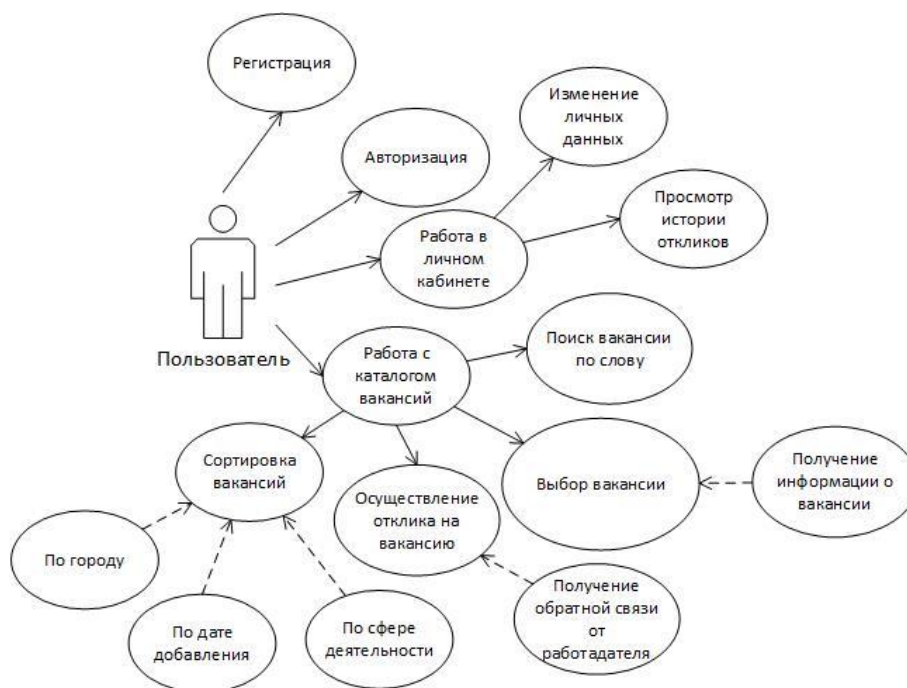 Регистрация
Изменение
личных
данных
Авторизация
Просмотр
истории
откликов
Работа в
личном
кабинете
Пользователь
Работа с
каталогом
вакансий
Поиск вакансии
по слову
Сортировка
вакансий
Осуществление
отклика на
вакансию
Выбор вакансии
Получение
информации о
вакансии
По городу
По дате
добавления
По сфере
деятельности
Получение
обратной связи
от
работадателя